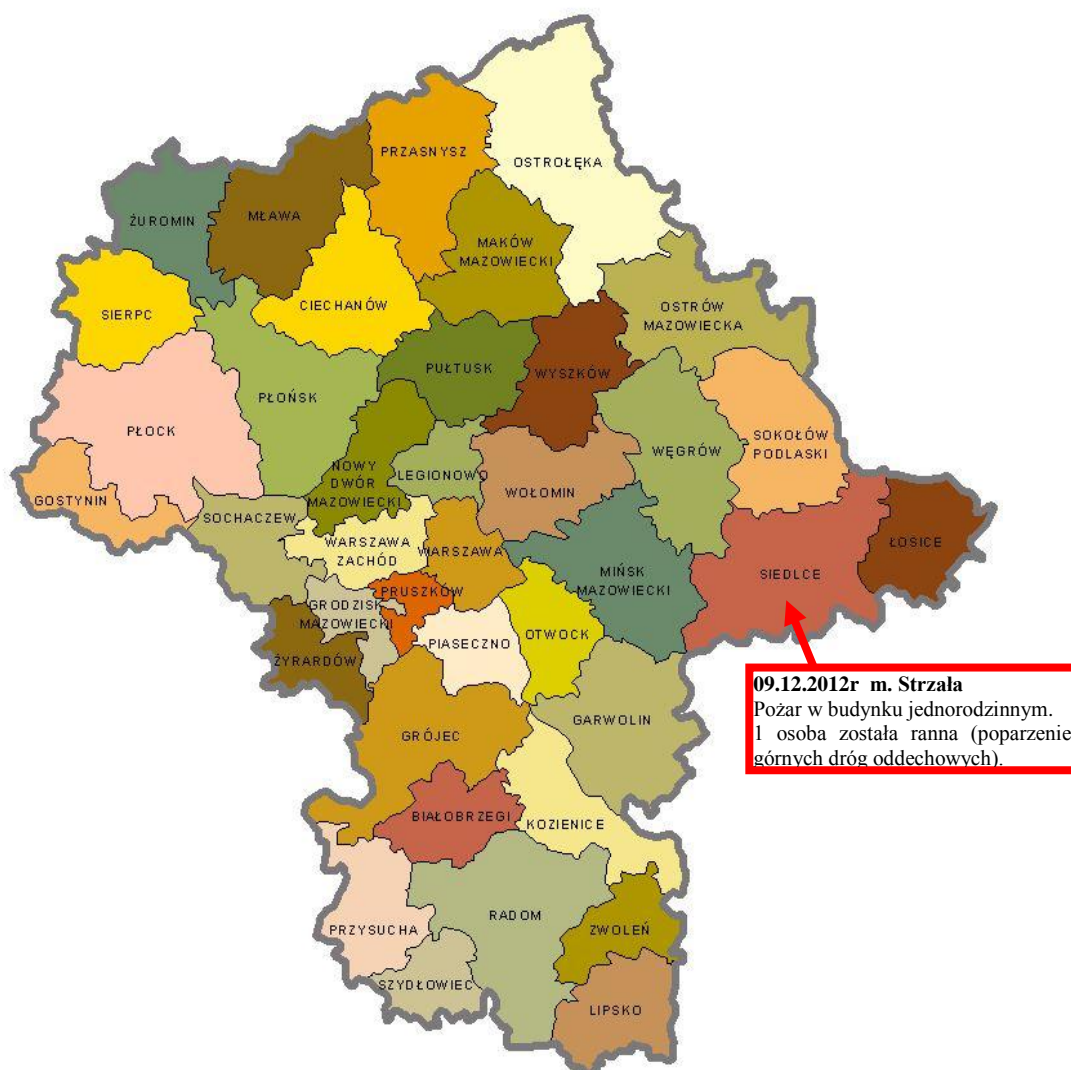 PRZASNYSZ
OSTROŁĘKA
ŻUROMIN
MŁAWA
MAKÓW
MAZOWIECKI
SIERPC
CIECHANÓW
OSTRÓW
MAZOWIECKA
PŁOCK
PŁOŃSK
PUŁTUSK
WYSZKÓW
WĘGRÓW
SOKOŁÓW
PODLASKI
GOSTYNIN
NOWY
DWÓR
MAZOWIECKI
LEGIONOWO
WOŁOMIN
SOCHACZEW
WARSZAWA
ZACHÓD
WARSZAWA
MIŃSK
MAZOWIECKI
SIEDLCE
ŁOSICE
PRUSZKÓW
GRODZISK
MAZOWIECKI
PIASECZNO
OTWOCK
ŻYRARDÓW
09.12.2012r m. Strzała
Pożar w budynku jednorodzinnym.
1 osoba została ranna (poparzenie
górnych dróg oddechowych).
GRÓJEC
GARWOLIN
BIAŁOBRZEGI
KOZIENICE
PRZYSUCHA
RADOM
ZWOLEŃ
SZYDŁOWIEC
LIPSKO